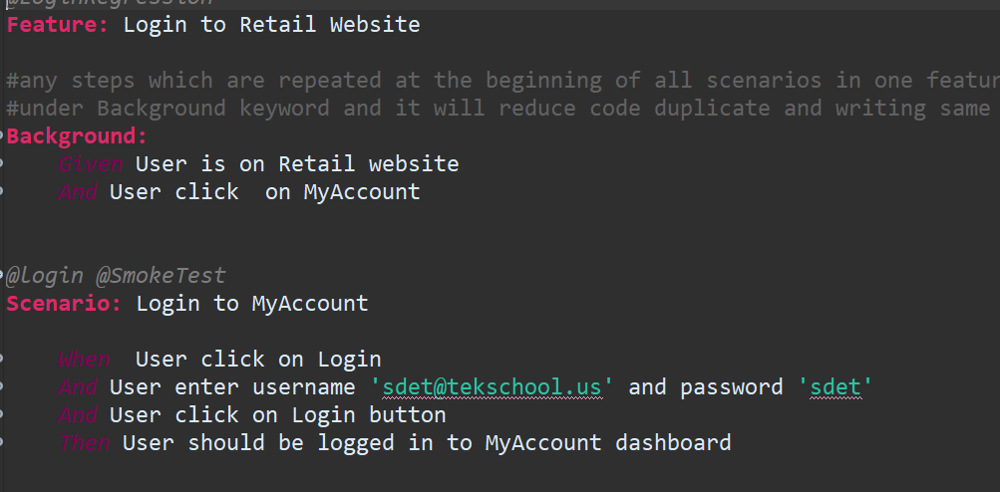 @LoginRegression
Feature: Login to Retail Website
#any steps which are repeated at the beginning of all scenarios in one
#under Background keyword and it will reduce code duplicate and writing same
Background:
Given User is on Retail website
And User click  on MyAccount
@login @SmokeTest
Scenario: Login to MyAccount
When  User click on Login
And User enter username 'sdet@tekschool.us' and password 'sdet'
And User click on Login button
Then User should be logged in to MyAccount dashboard